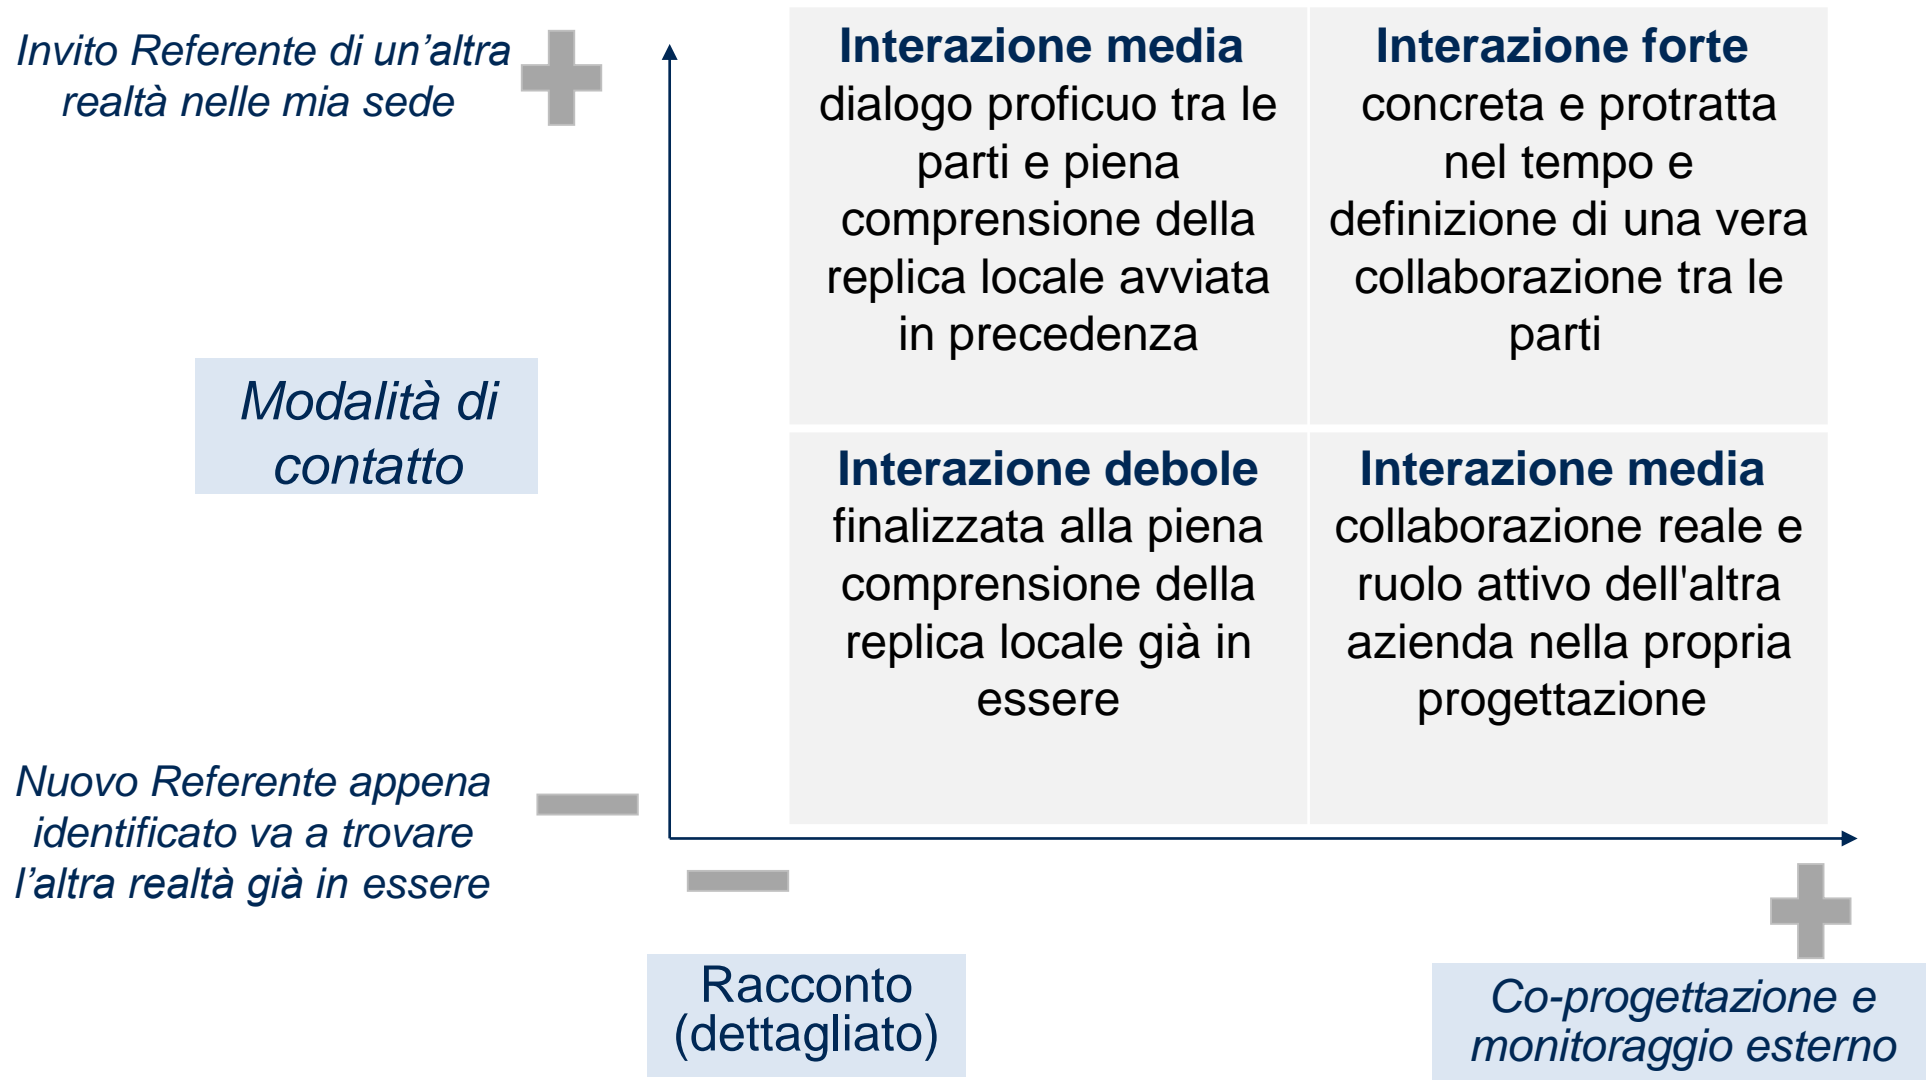 Invito Referente di un’altra
realtà nelle mia sede
Interazione media
dialogo proficuo tra le
parti e piena
comprensione della
replica locale avviata
in precedenza
Interazione forte
concreta e protratta
nel tempo e
definizione di una vera
collaborazione tra le
parti
Modalità di
contatto
Interazione debole
finalizzata alla piena
comprensione della
replica locale già in
essere
Interazione media
collaborazione reale e
ruolo attivo dell'altra
azienda nella propria
progettazione
Nuovo Referente appena
identificato va a trovare
l’altra realtà già in essere
Racconto
(dettagliato)
Co-progettazione e
monitoraggio esterno